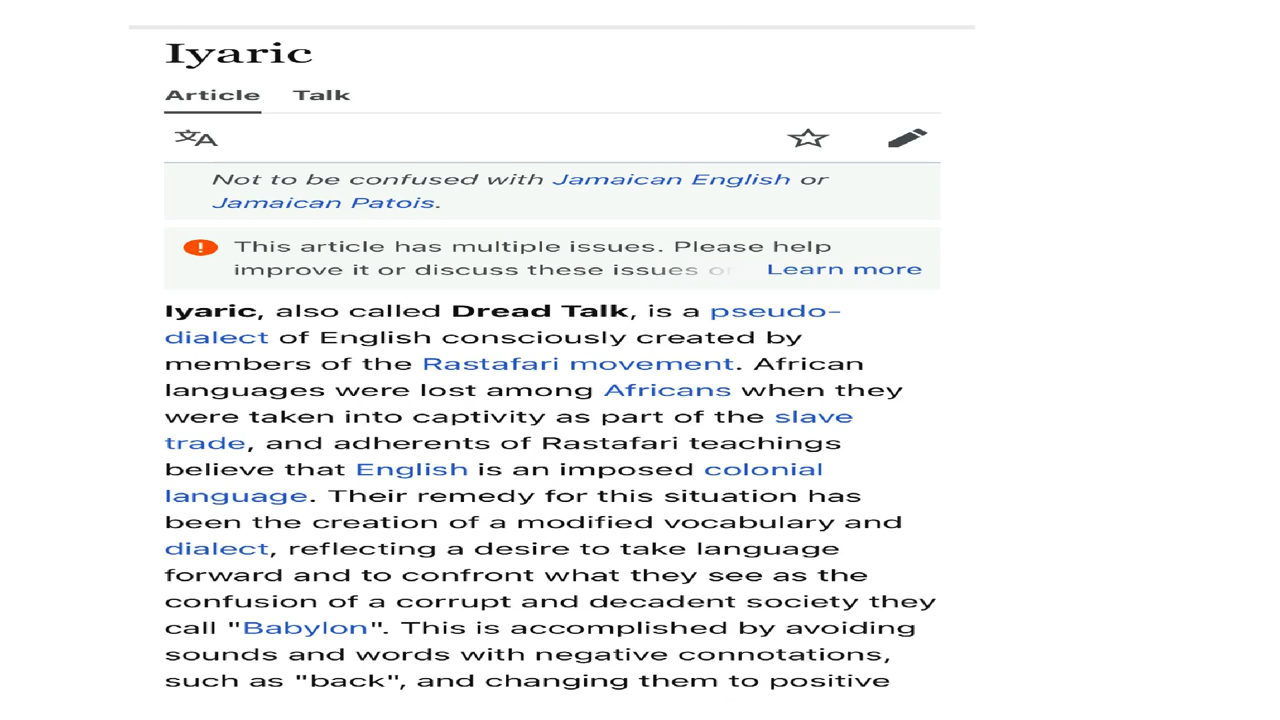 Iyaric
Article Talk
文A
Not to be confused with Jamaican English or
Jamaican Patois.
! This article has multiple issues. Please help
improve it or discuss these issues on Learn more
Iyaric, also called Dread Talk, is a pseudo-
dialect of English consciously created by
members of the Rastafari movement. African
languages were lost among Africans when they
were taken into captivity as part of the slave
trade, and adherents of Rastafari teachings
believe that English is an imposed colonial
language. Their remedy for this situation has
been the creation of a modified vocabulary and
dialect, reflecting a desire to take language
forward and to confront what they see as the
confusion of a corrupt and decadent society they
call "Babylon". This is accomplished by avoiding
sounds and words with negative connotations,
such as "back", and changing them to positive